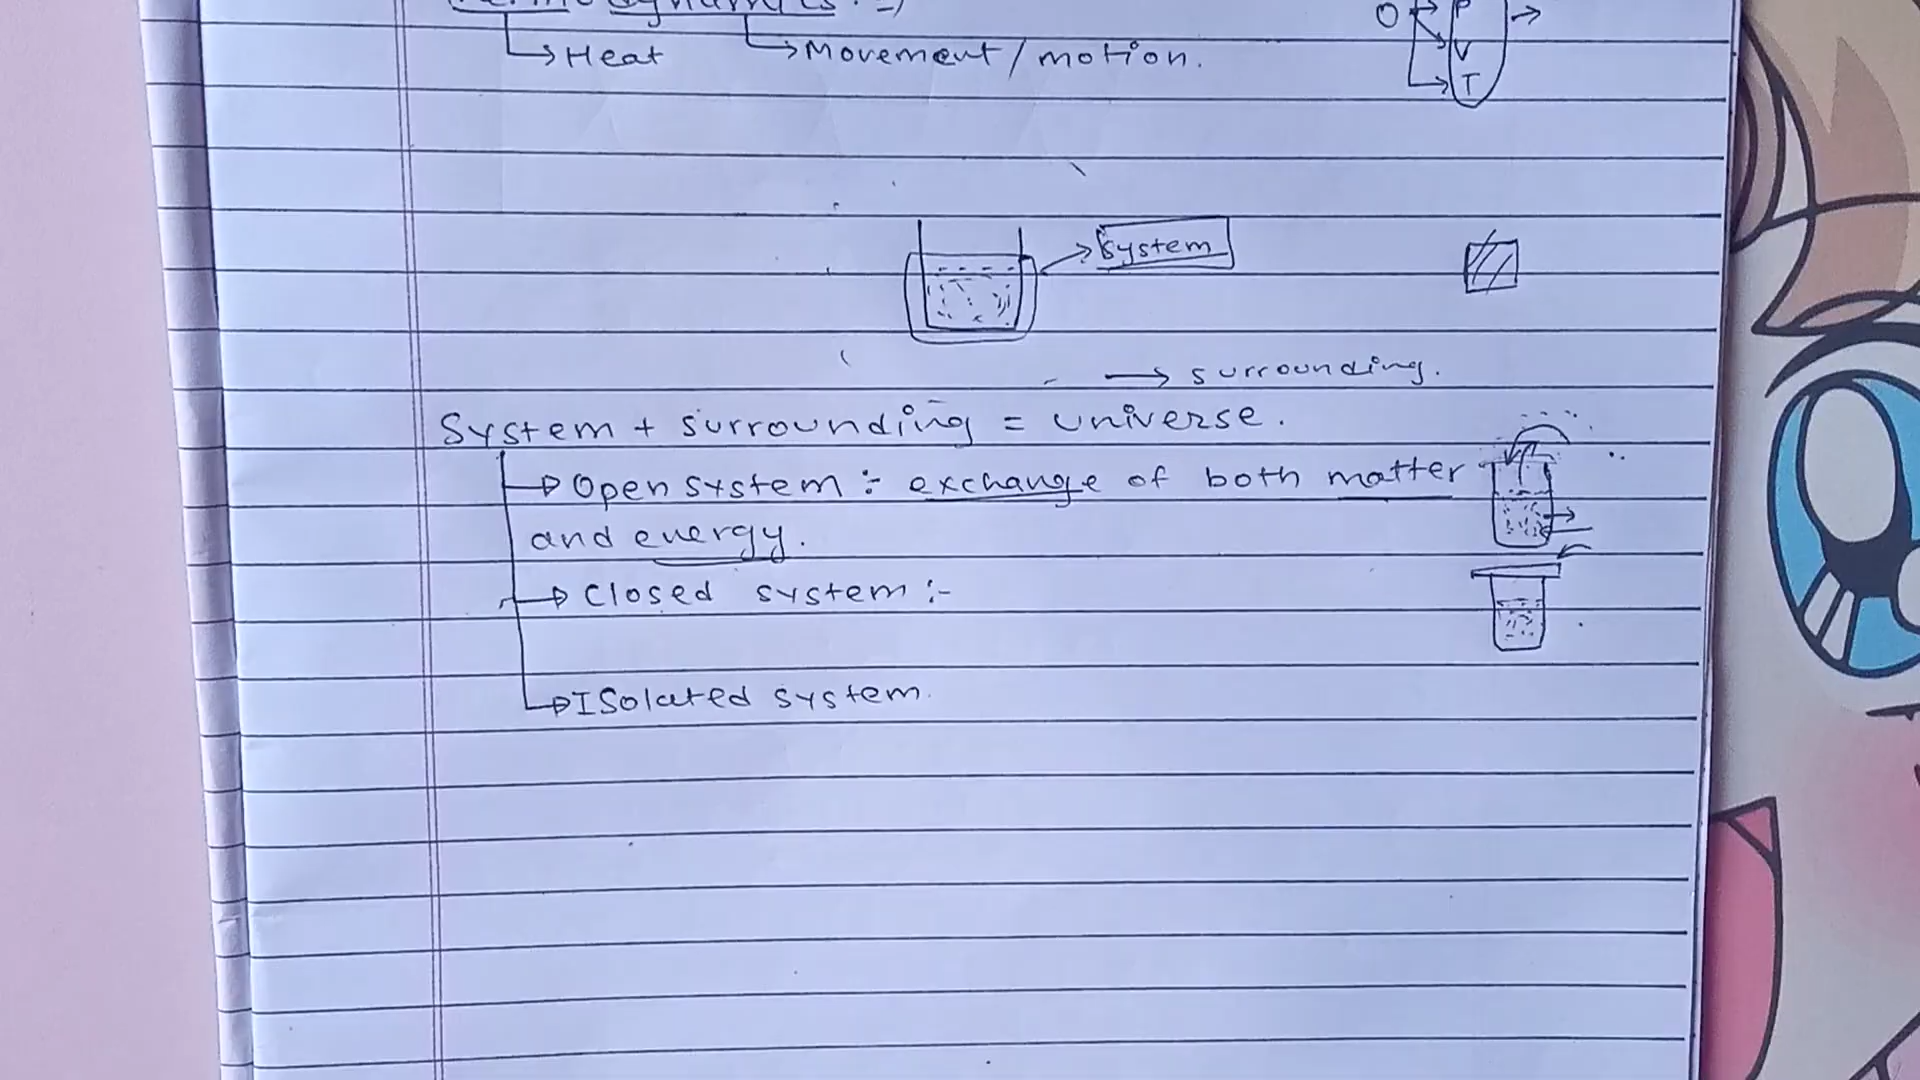 Thermodynamics :-)
O P
→ Heat → Movement / motion.
V
T
→ System
→ surrounding.
System + surrounding = universe.
→ Open system :- exchange of both matter
and energy.
→ Closed system :-
→ ISolated system.